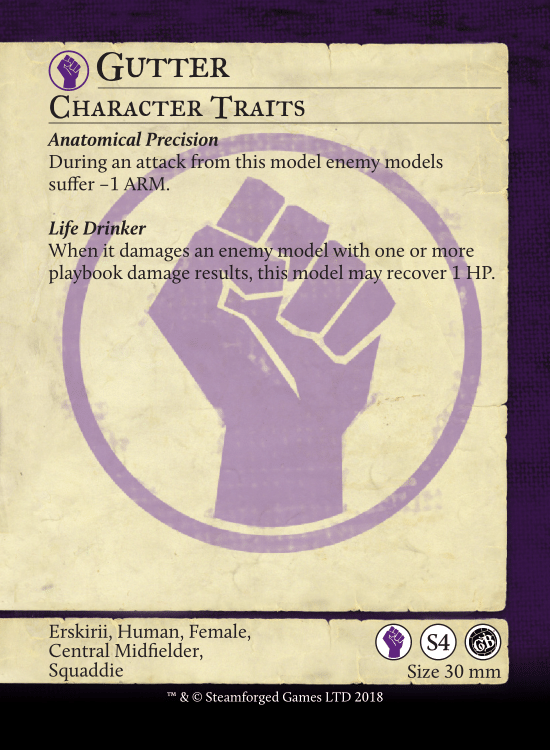 Gutter
Character Traits
Anatomical Precision
During an attack from this model enemy models
suffer –1 ARM.
Life Drinker
When it damages an enemy model with one or more
playbook damage results, this model may recover 1 HP.
Erskirii, Human, Female,
Central Midfielder,
Squaddie
S4
GB
Size 30 mm
™ & © Steamforged Games LTD 2018